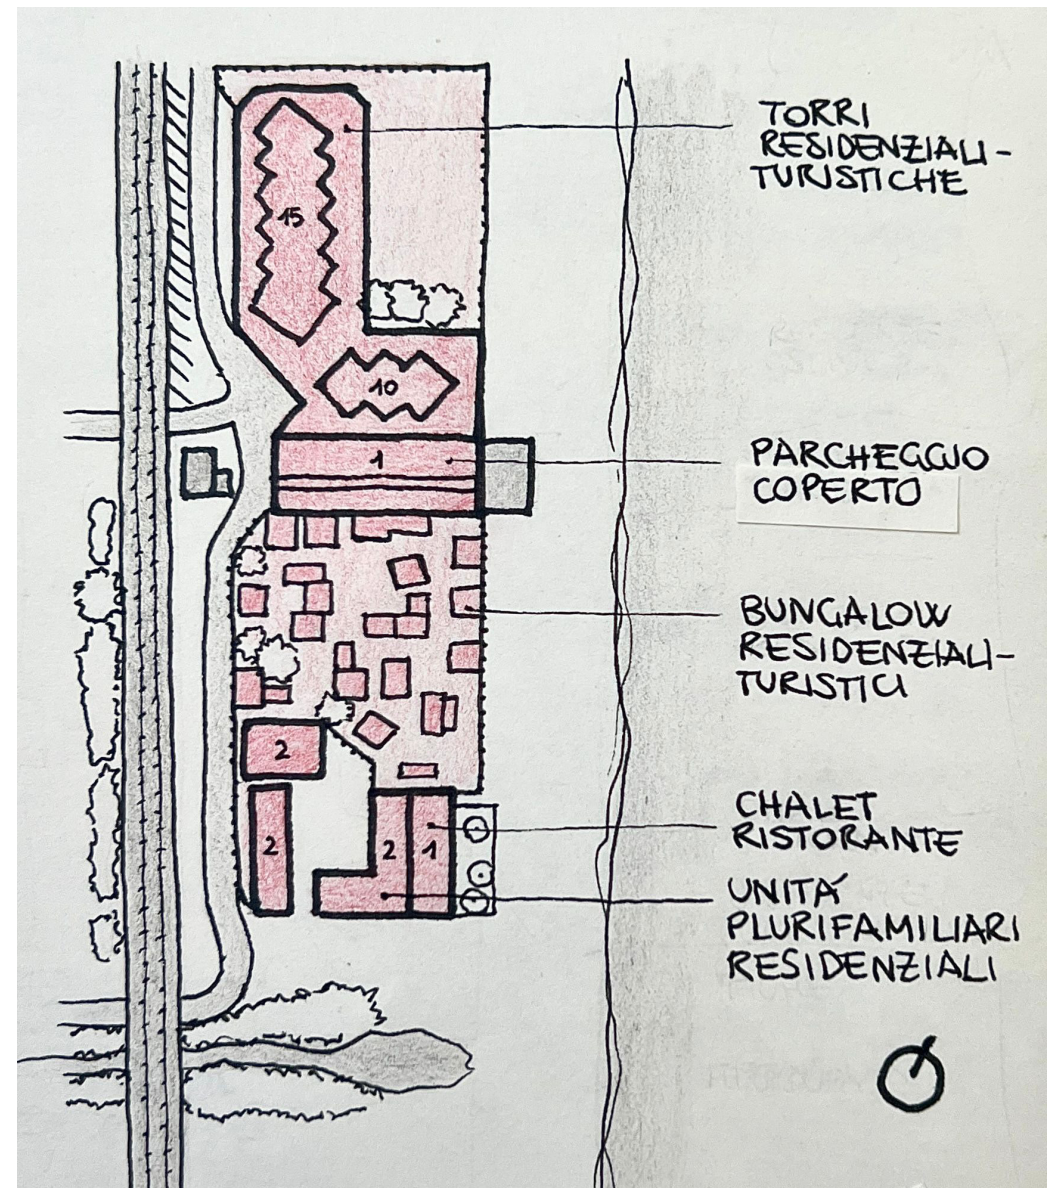 TORRI
RESIDENZIALI-
TURISTICHE
15
10
1
PARCHEGGIO
COPERTO
BUNGALOW
RESIDENZIALI-
TURISTICI
2
CHALET
RISTORANTE
2
2
1
UNITÁ
PLURIFAMILIARI
RESIDENZIALI